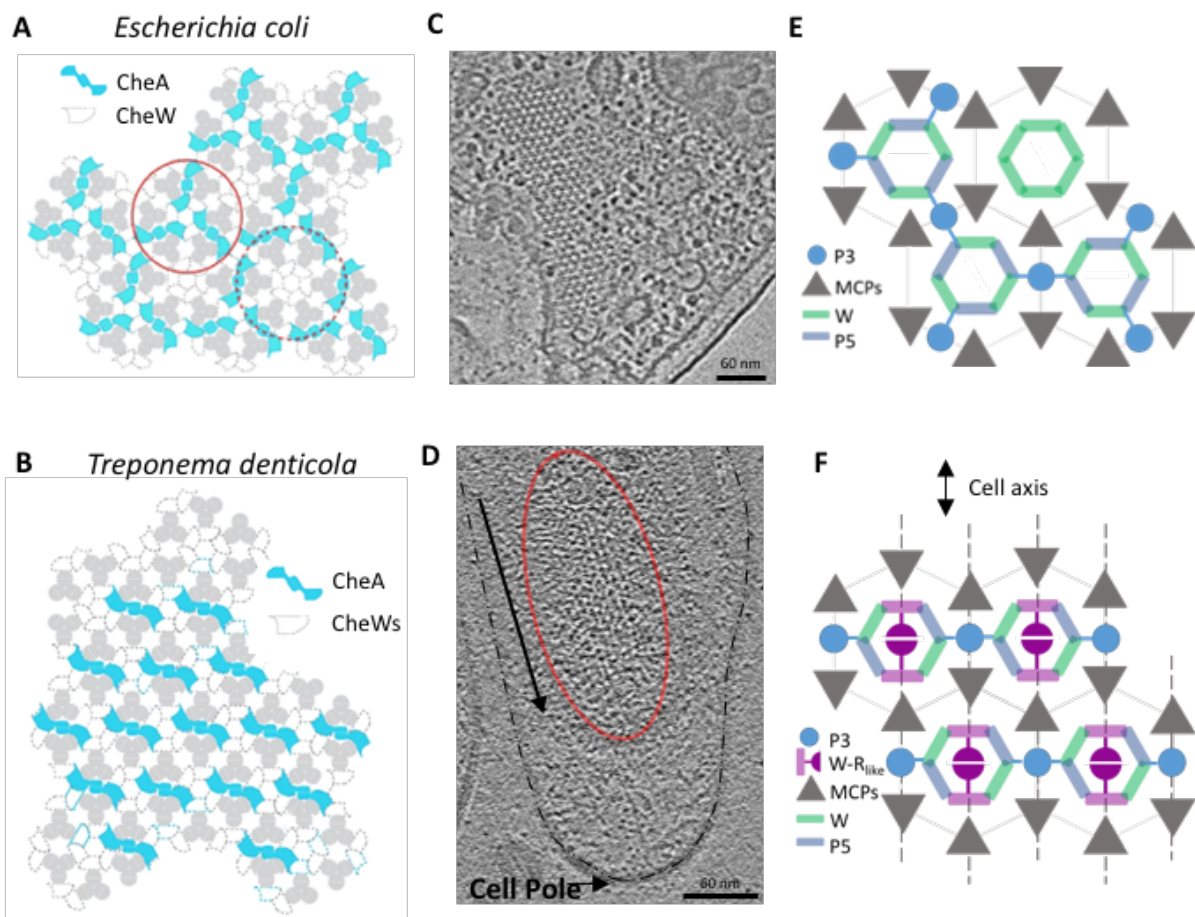 A
Escherichia coli
CheA
CheW
C
60 nm
E
P3
MCPs
W
P5
B
Treponema denticola
CheA
CheWs
D
Cell Pole
60 nm
F
Cell axis
P3
W-Rlike
MCPs
W
P5